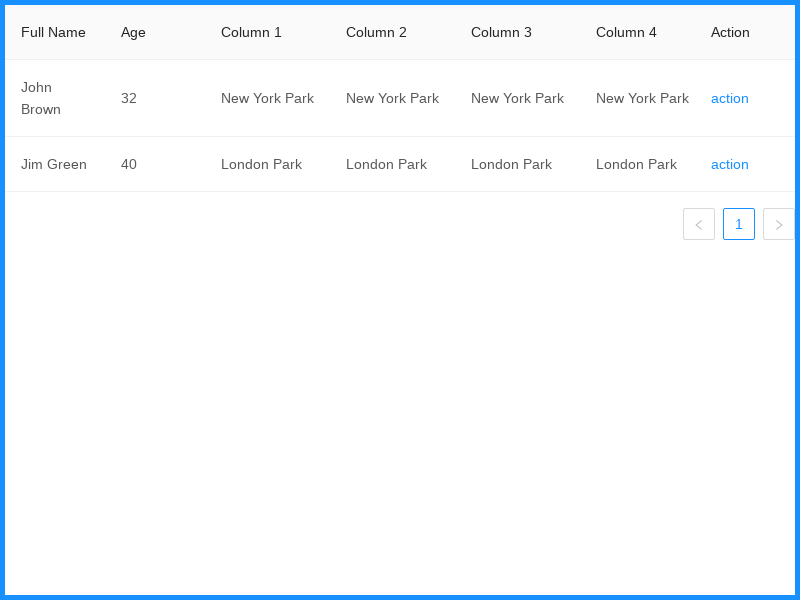 Full Name Age Column 1 Column 2 Column 3 Column 4 Action
John Brown 32 New York Park New York Park New York Park New York Park action
Jim Green 40 London Park London Park London Park London Park action
1